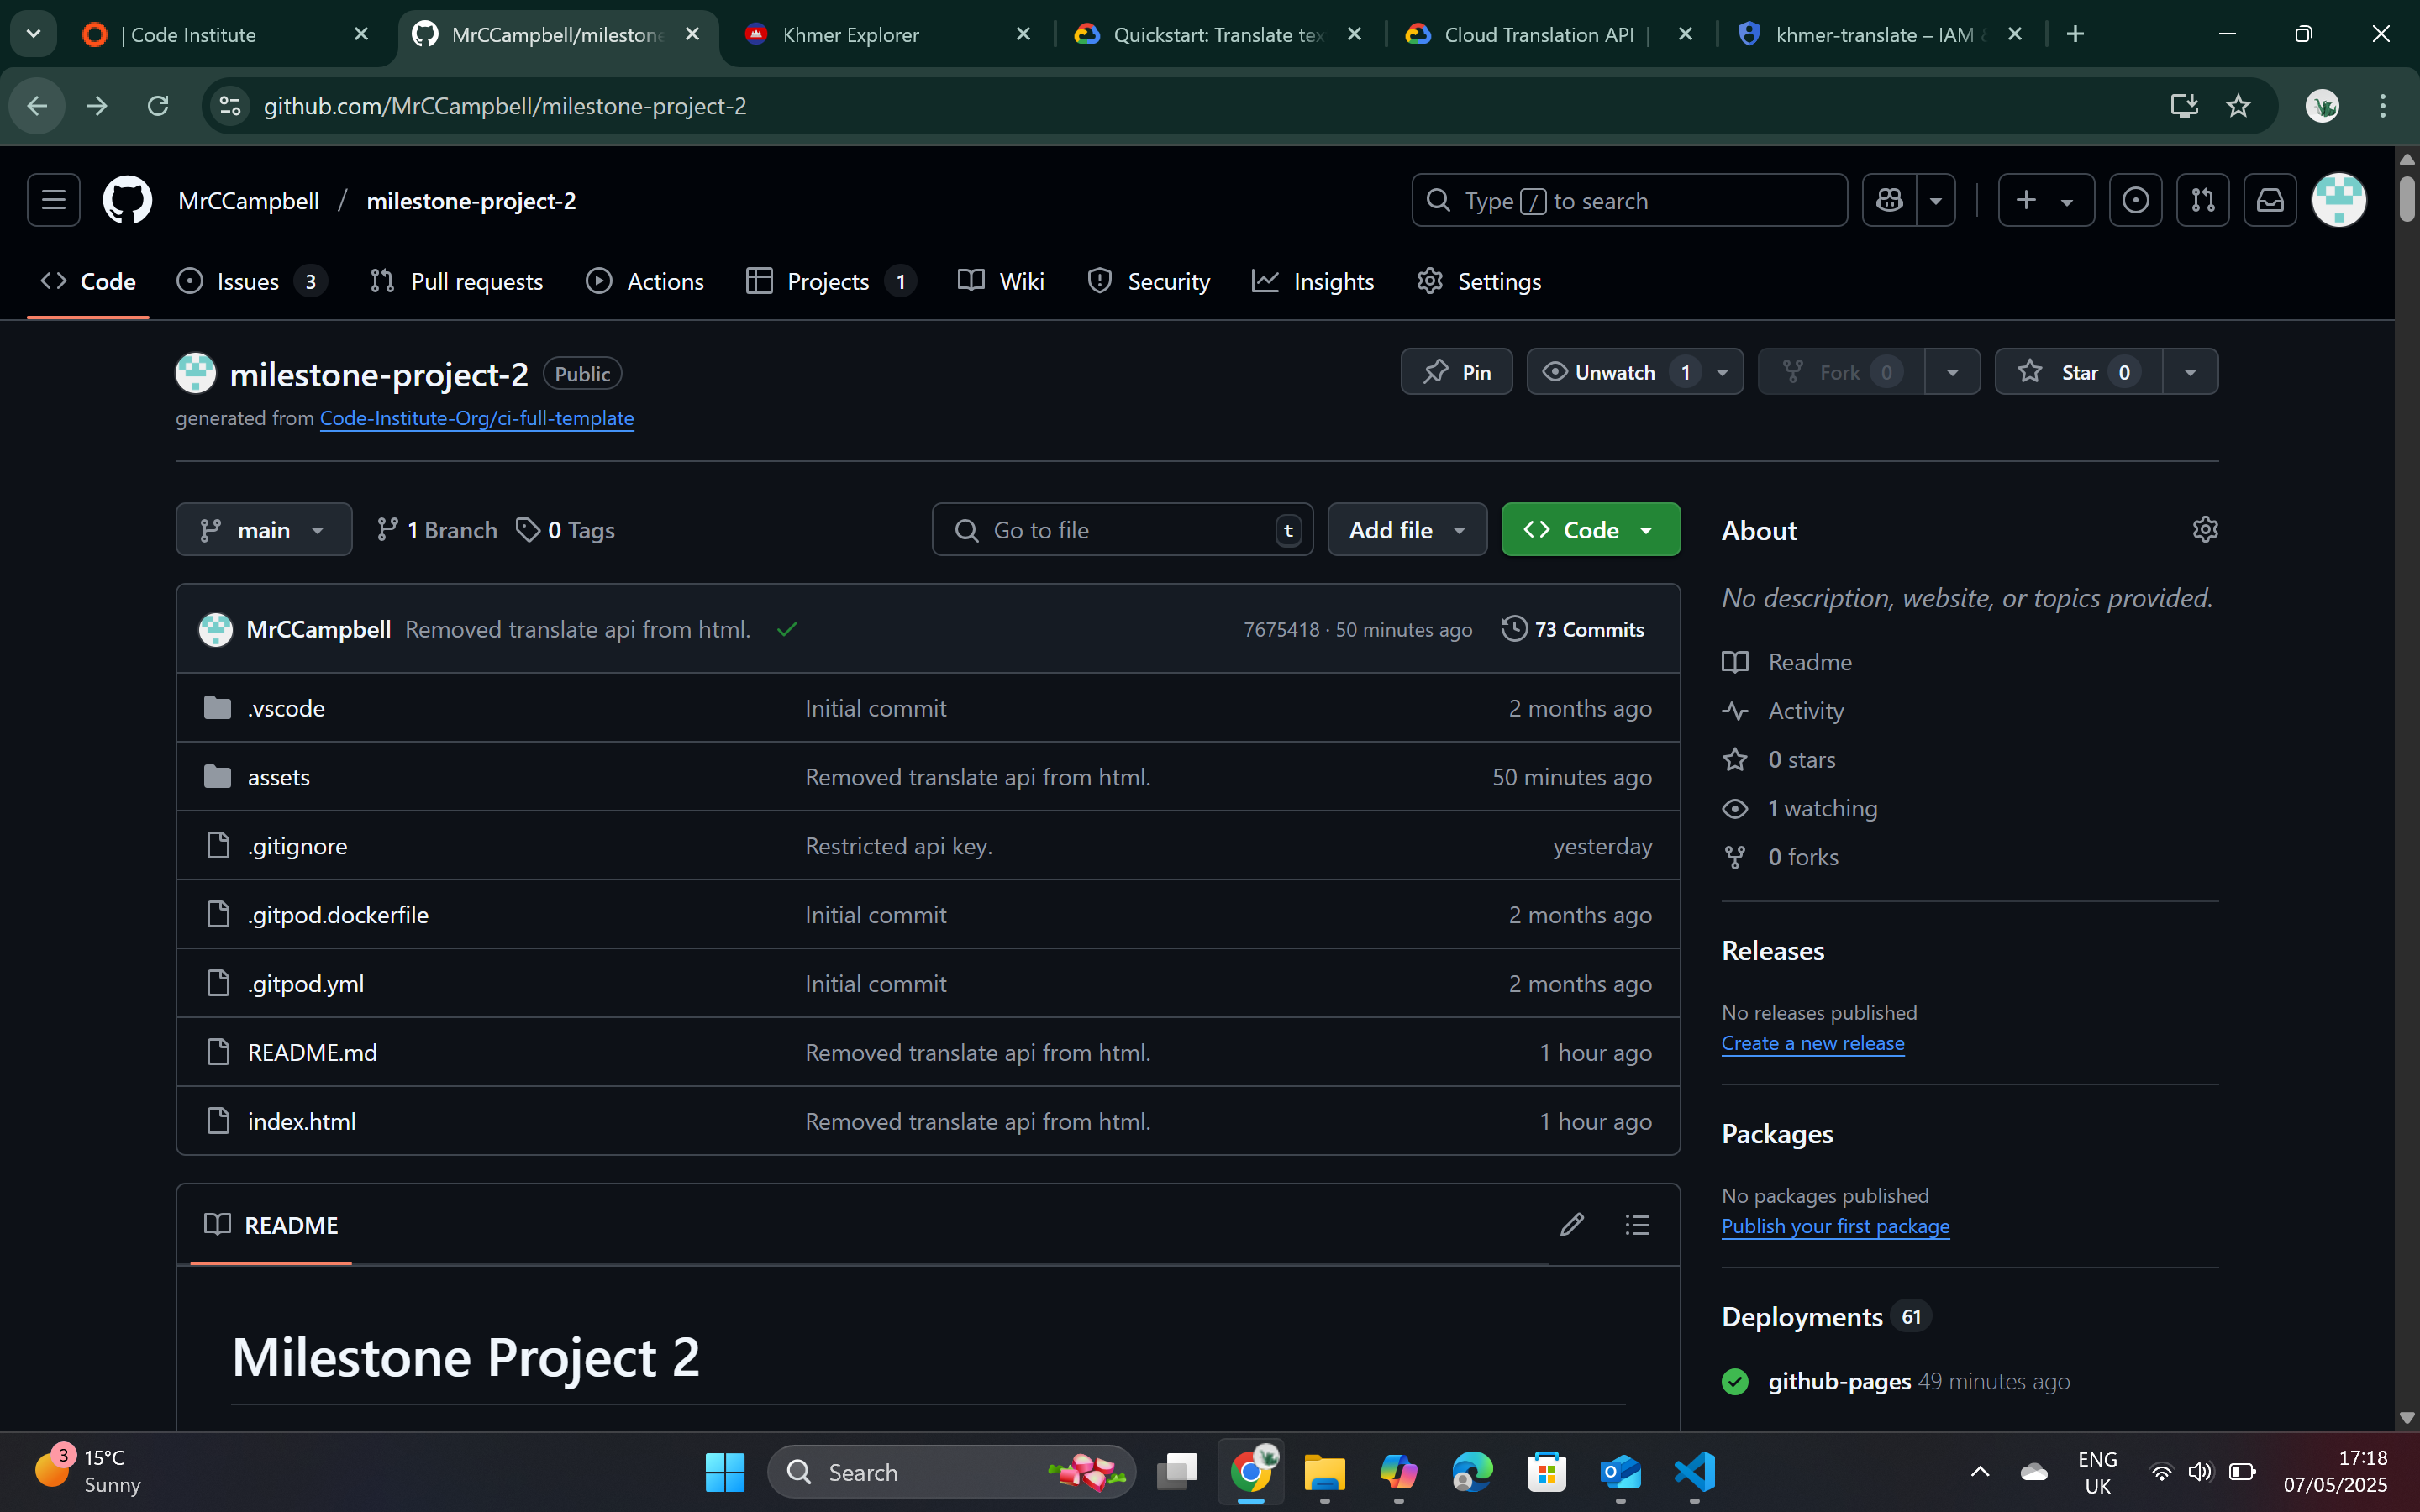 | Code Institute
MrCCampbell/milestone
Khmer Explorer
Quickstart: Translate tex
Cloud Translation API |
khmer-translate – IAM &
github.com/MrCCampbell/milestone-project-2
MrCCampbell / milestone-project-2
Type / to search
Code
Issues 3
Pull requests
Actions
Projects 1
Wiki
Security
Insights
Settings
milestone-project-2 Public
Pin
Unwatch 1
Fork 0
Star 0
generated from Code-Institute-Org/ci-full-template
main
1 Branch
0 Tags
Go to file t
Add file
Code
MrCCampbell Removed translate api from html.
7675418 · 50 minutes ago
73 Commits
.vscode Initial commit 2 months ago
assets Removed translate api from html. 50 minutes ago
.gitignore Restricted api key. yesterday
.gitpod.dockerfile Initial commit 2 months ago
.gitpod.yml Initial commit 2 months ago
README.md Removed translate api from html. 1 hour ago
index.html Removed translate api from html. 1 hour ago
README
Milestone Project 2
About
No description, website, or topics provided.
Readme
Activity
0 stars
1 watching
0 forks
Releases
No releases published
Create a new release
Packages
No packages published
Publish your first package
Deployments 61
github-pages 49 minutes ago
3
15°C
Sunny
Search
ENG
UK
17:18
07/05/2025